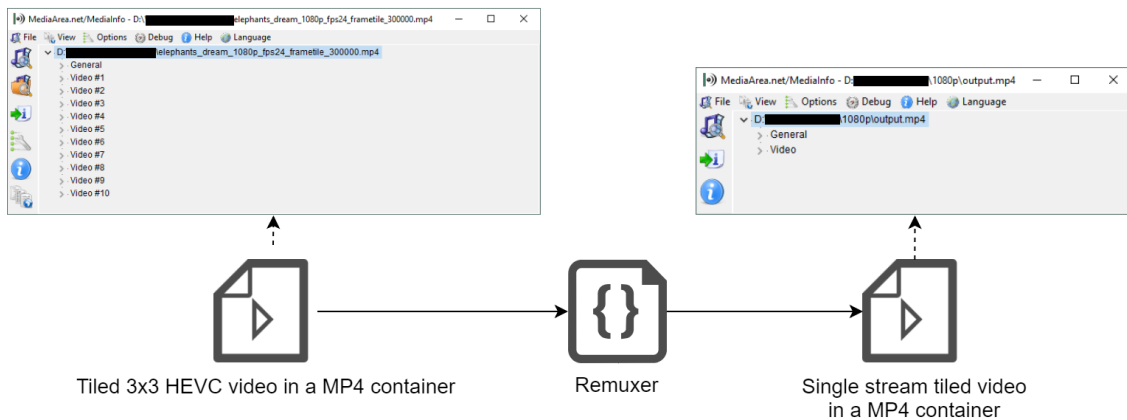 MediaArea.net/MediaInfo - D:\ elephants_dream_1080p_fps24_frametile_300000.mp4
File View Options Debug Help Language
D: \elephants_dream_1080p_fps24_frametile_300000.mp4
General
Video #1
Video #2
Video #3
Video #4
Video #5
Video #6
Video #7
Video #8
Video #9
Video #10
MediaArea.net/MediaInfo - D: \1080p\output.mp4
File View Options Debug Help Language
D: \1080p\output.mp4
General
Video
{}
Tiled 3x3 HEVC video in a MP4 container
Remuxer
Single stream tiled video
in a MP4 container